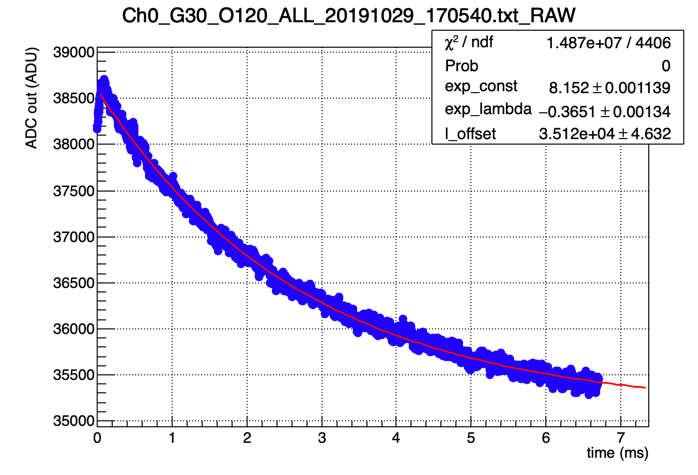 Ch0_G30_O120_ALL_20191029_170540.txt_RAW
χ² / ndf 1.487e+07 / 4406
Prob 0
exp_const 8.152 ± 0.001139
exp_lambda −0.3651 ± 0.00134
l_offset 3.512e+04 ± 4.632
ADC out (ADU)
39000
38500
38000
37500
37000
36500
36000
35500
35000
0 1 2 3 4 5 6 7
time (ms)